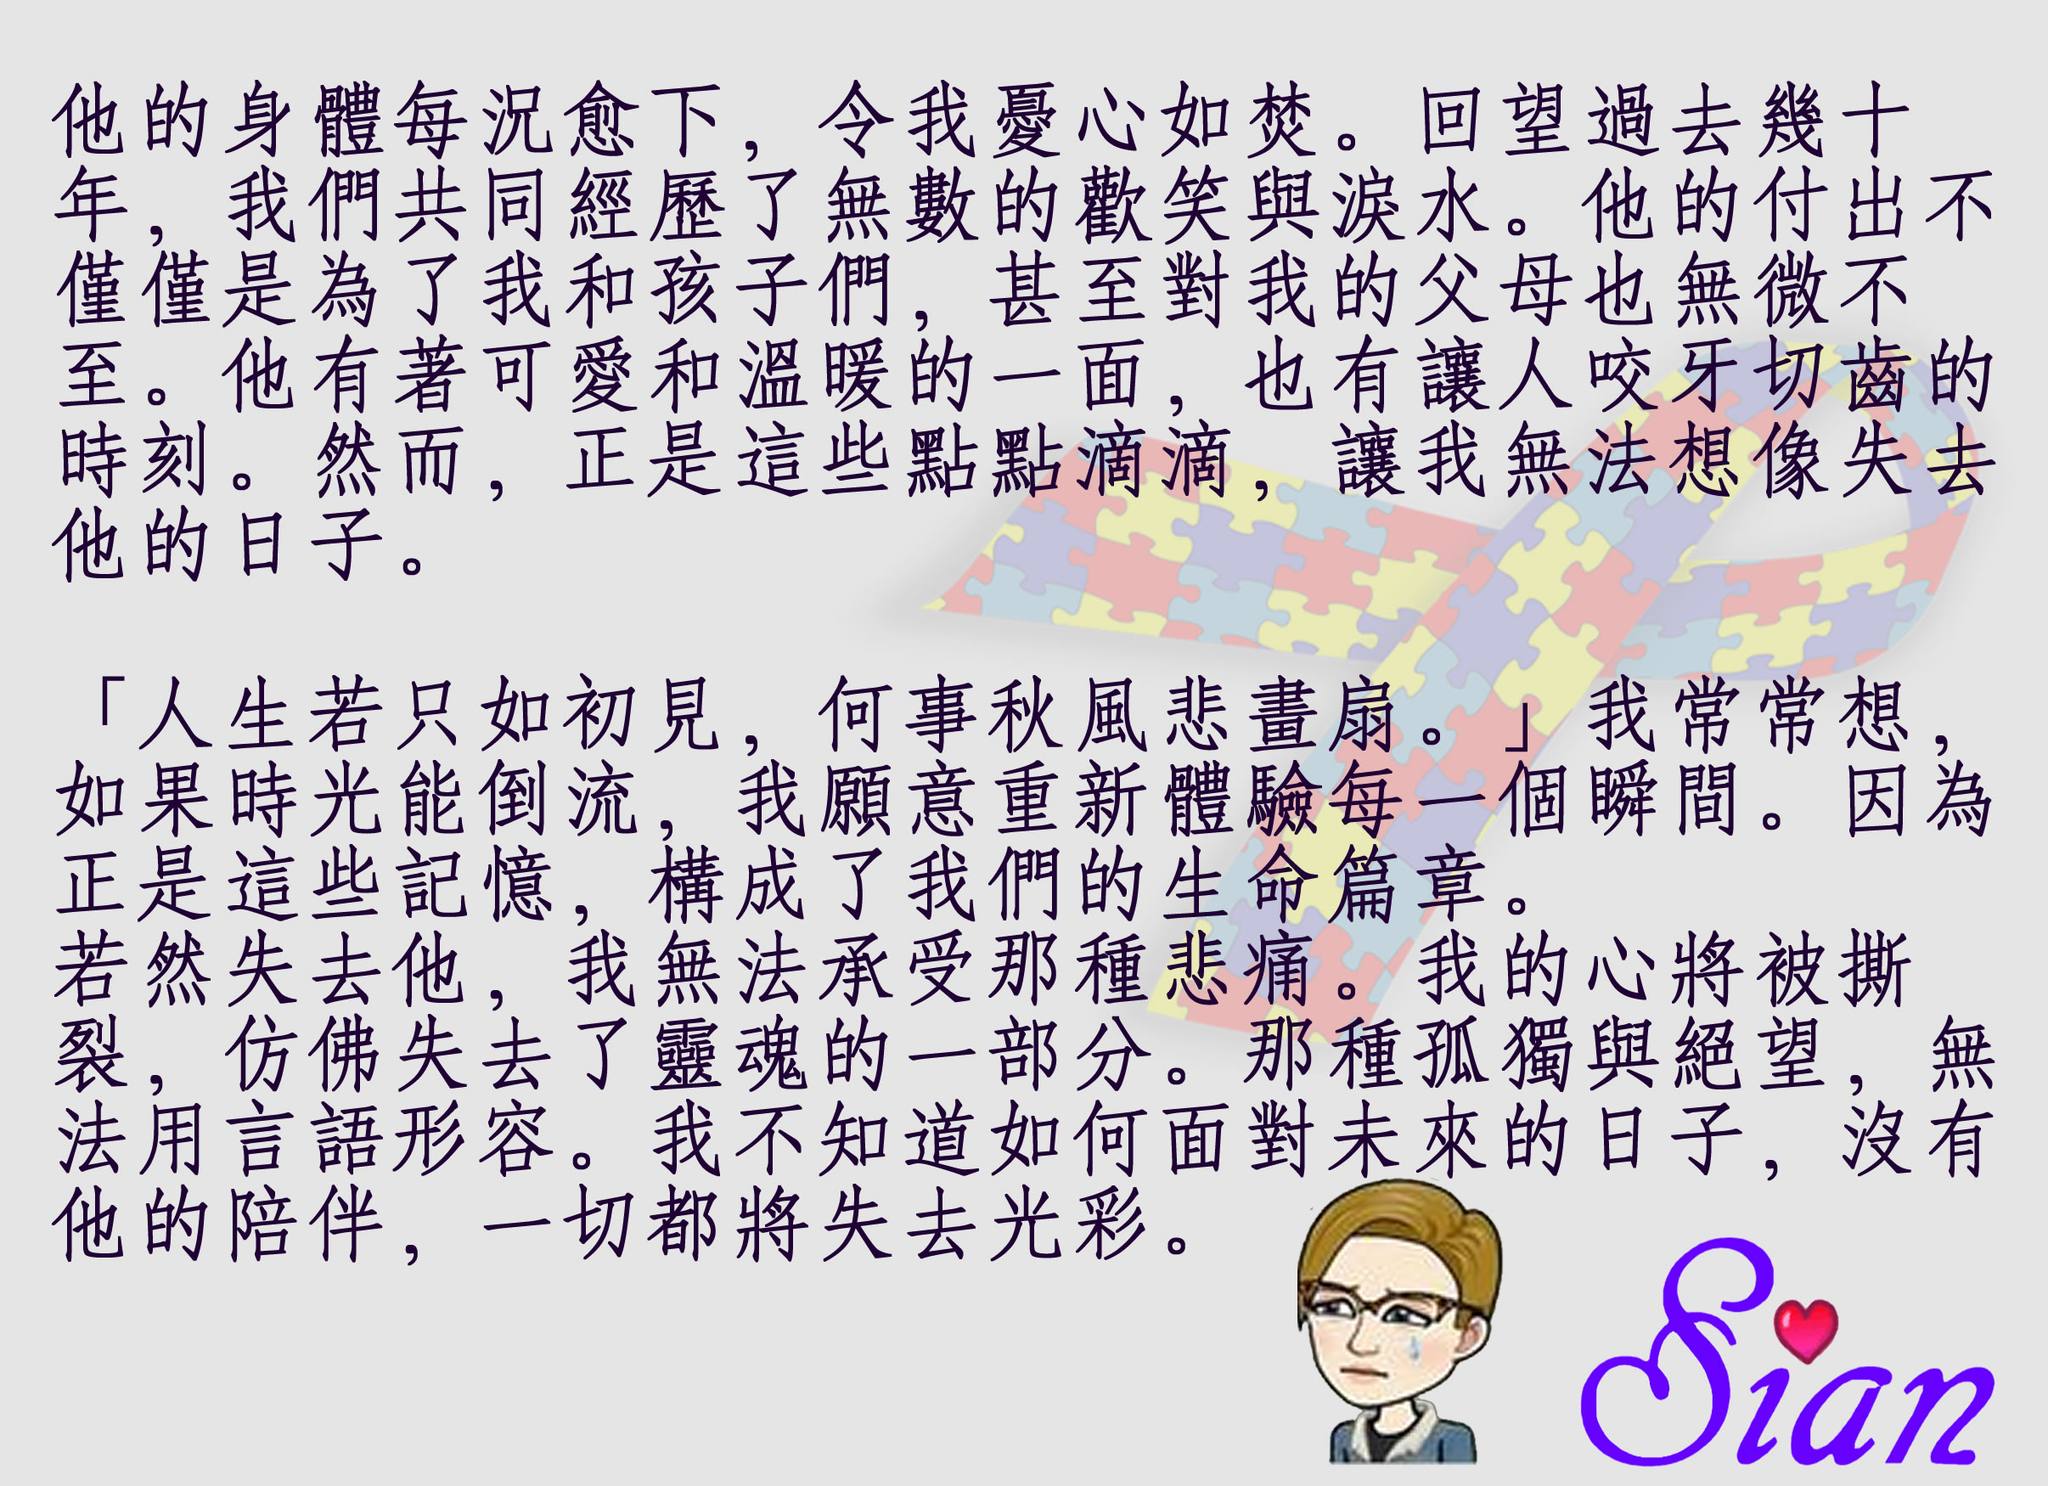 他的身體每況愈下，令我憂心如焚。回望過去幾十
年，我們共同經歷了無數的歡笑與淚水。他的付出不
僅僅是為了我和孩子們，甚至對我的父母也無微不
至。他有著可愛和溫暖的一面，也有讓人咬牙切齒的
時刻。然而，正是這些點點滴滴，讓我無法想像失去
他的日子。
「人生若只如初見，何事秋風悲畫扇。」我常常想，
如果時光能倒流，我願意重新體驗每一個瞬間。因為
正是這些記憶，構成了我們的生命篇章。
若然失去他，我無法承受那種悲痛。我的心將被撕
裂，仿佛失去了靈魂的一部分。那種孤獨與絕望，無
法用言語形容。我不知道如何面對未來的日子，沒有
他的陪伴，一切都將失去光彩。
Sian